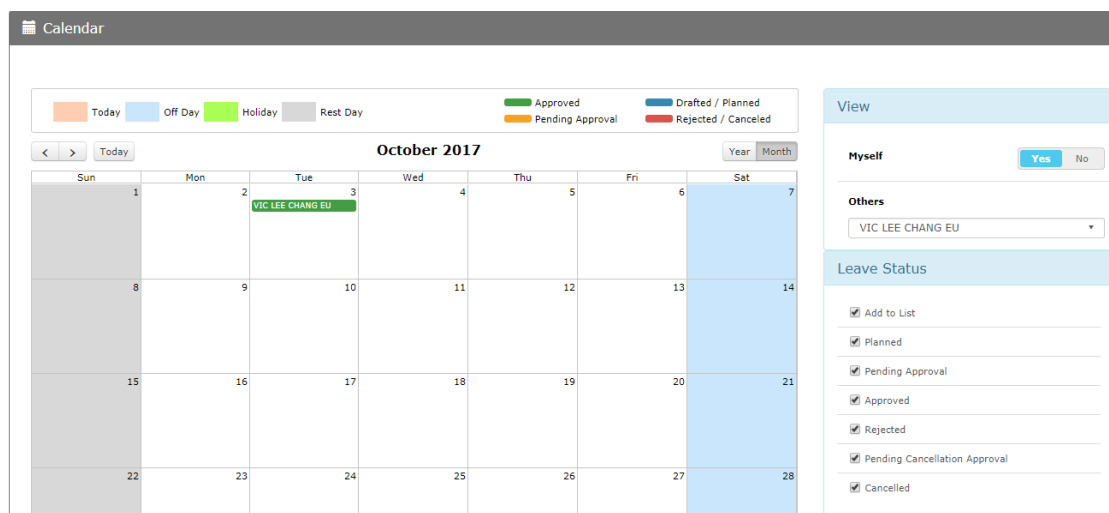 Calendar
Today Off Day Holiday Rest Day
Approved Drafted / Planned
Pending Approval Rejected / Canceled
Today October 2017 Year Month
Sun Mon Tue Wed Thu Fri Sat
1 2 3 4 5 6 7
VIC LEE CHANG EU
8 9 10 11 12 13 14
15 16 17 18 19 20 21
22 23 24 25 26 27 28
View
Myself Yes No
Others
VIC LEE CHANG EU
Leave Status
Add to List
Planned
Pending Approval
Approved
Rejected
Pending Cancellation Approval
Cancelled